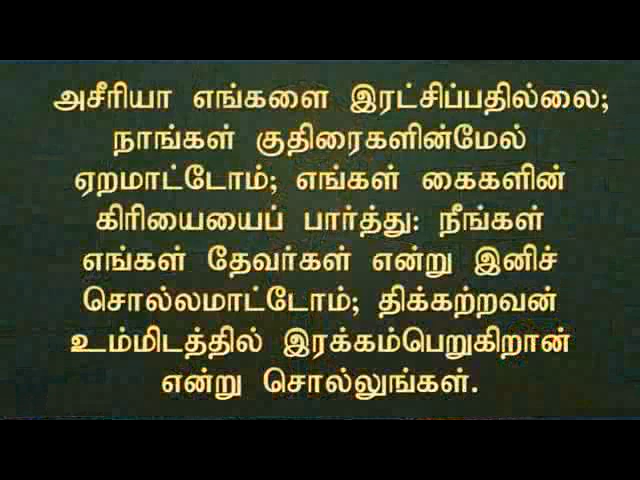 அசீரியா எங்களை இரட்சிப்பதில்லை;
நாங்கள் குதிரைகளின்மேல்
ஏறமாட்டோம்; எங்கள் கைகளின்
கிரியையைப் பார்த்து: நீங்கள்
எங்கள் தேவர்கள் என்று இனிச்
சொல்லமாட்டோம்; திக்கற்றவன்
உம்மிடத்தில் இரக்கம்பெறுகிறான்
என்று சொல்லுங்கள்.